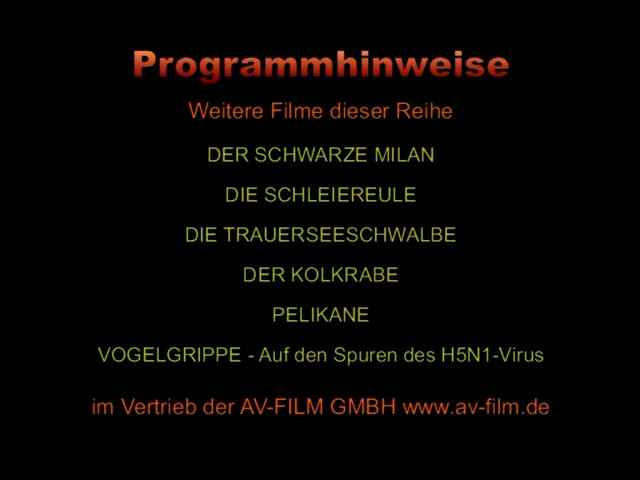 Programmhinweise
Weitere Filme dieser Reihe
DER SCHWARZE MILAN
DIE SCHLEIEREULE
DIE TRAUERSEESCHWALBE
DER KOLKRABE
PELIKANE
VOGELGRIPPE - Auf den Spuren des H5N1-Virus
im Vertrieb der AV-FILM GMBH www.av-film.de